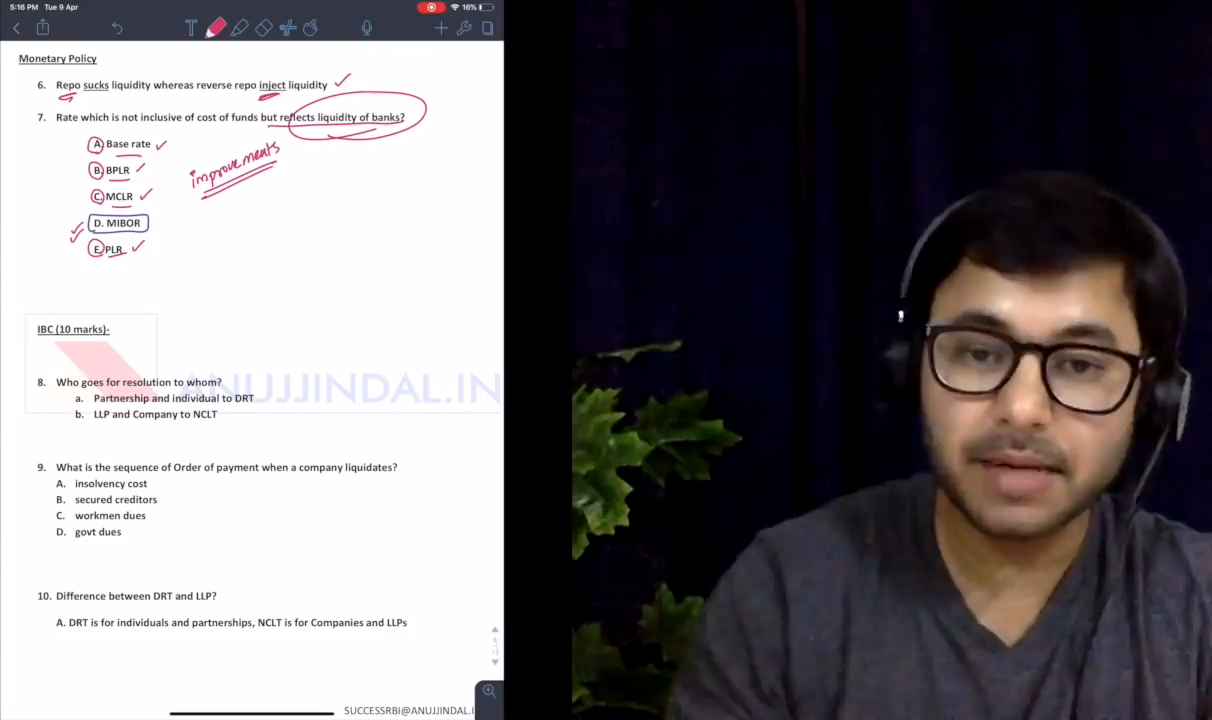 5:16 PM Tue 9 Apr
16%
Monetary Policy
6. Repo sucks liquidity whereas reverse repo inject liquidity
7. Rate which is not inclusive of cost of funds but reflects liquidity of banks?
A. Base rate
improvements
B. BPLR
C. MCLR
D. MIBOR
E. PLR
IBC (10 marks)-
8. Who goes for resolution to whom?
ANUJJINDAL.IN
a. Partnership and individual to DRT
b. LLP and Company to NCLT
9. What is the sequence of Order of payment when a company liquidates?
A. insolvency cost
B. secured creditors
C. workmen dues
D. govt dues
10. Difference between DRT and LLP?
A. DRT is for individuals and partnerships, NCLT is for Companies and LLPs
17
SUCCESSRBI@ANUJJINDAL.I